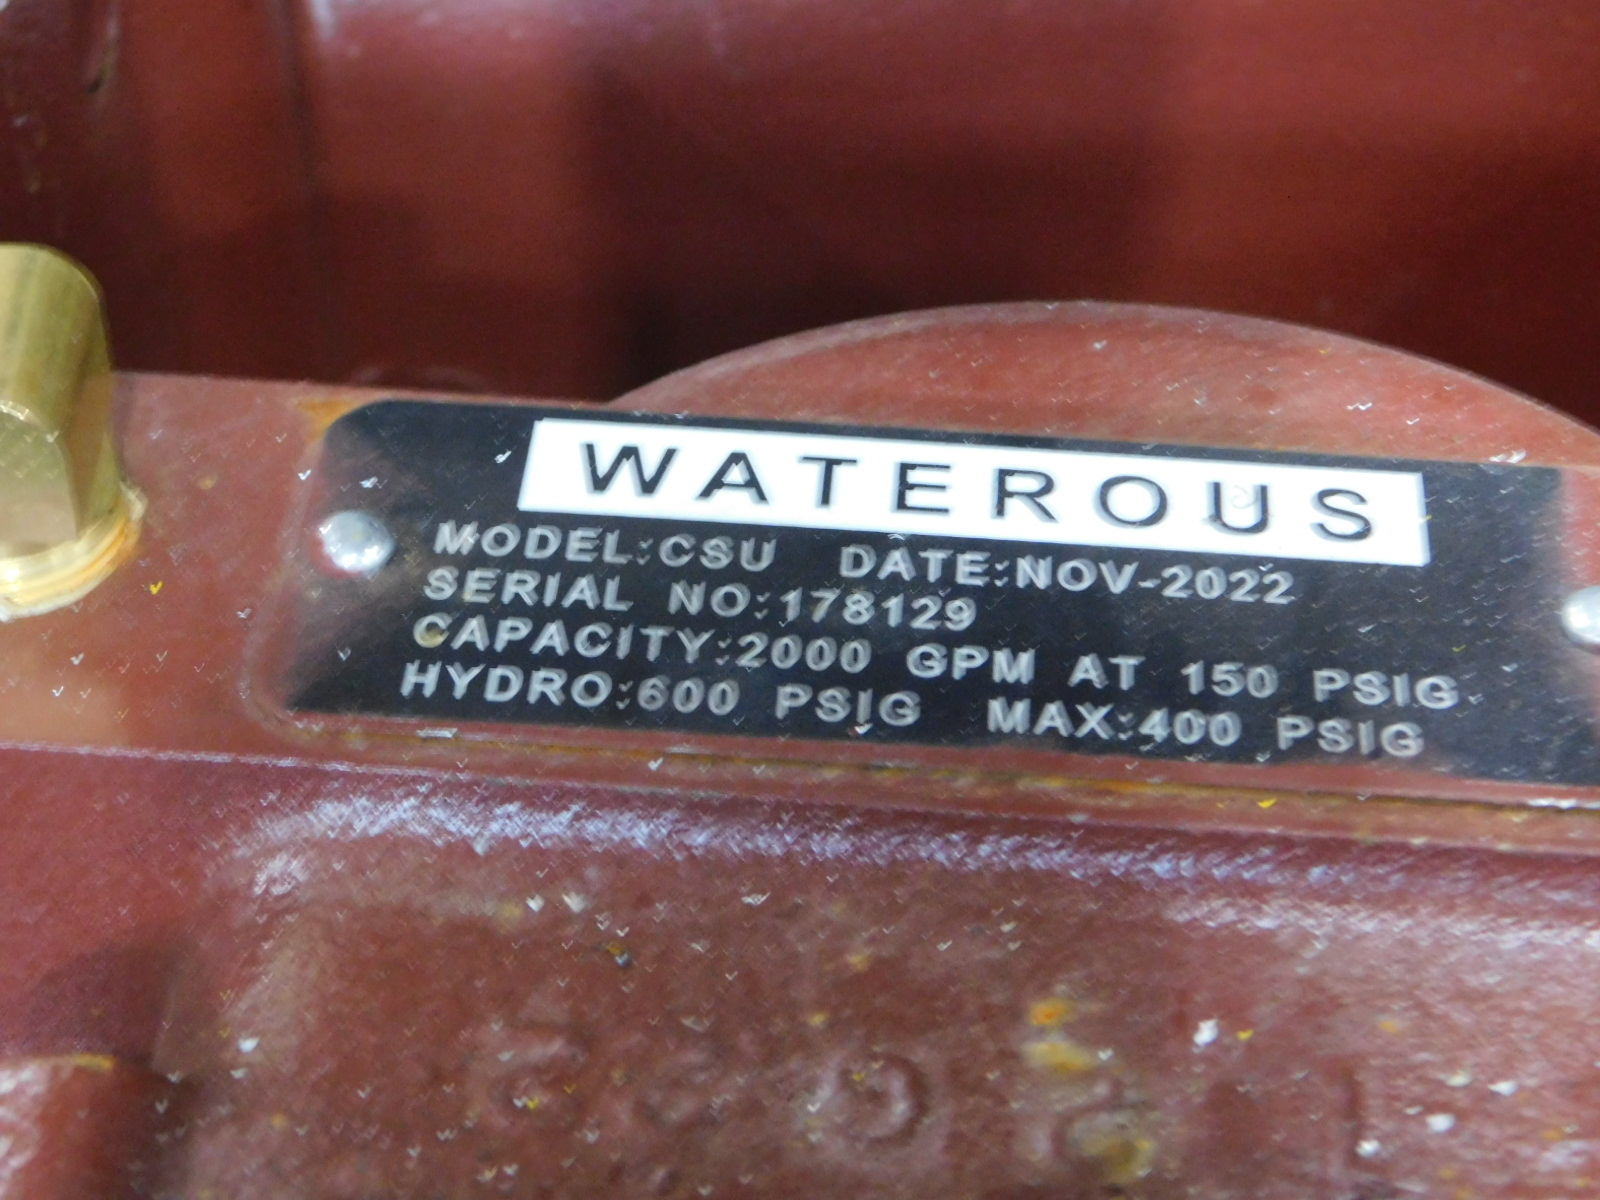 WATEROUS
MODEL:CSU DATE:NOV-2022
SERIAL NO:178129
CAPACITY:2000 GPM AT 150 PSIG
HYDRO:600 PSIG MAX:400 PSIG